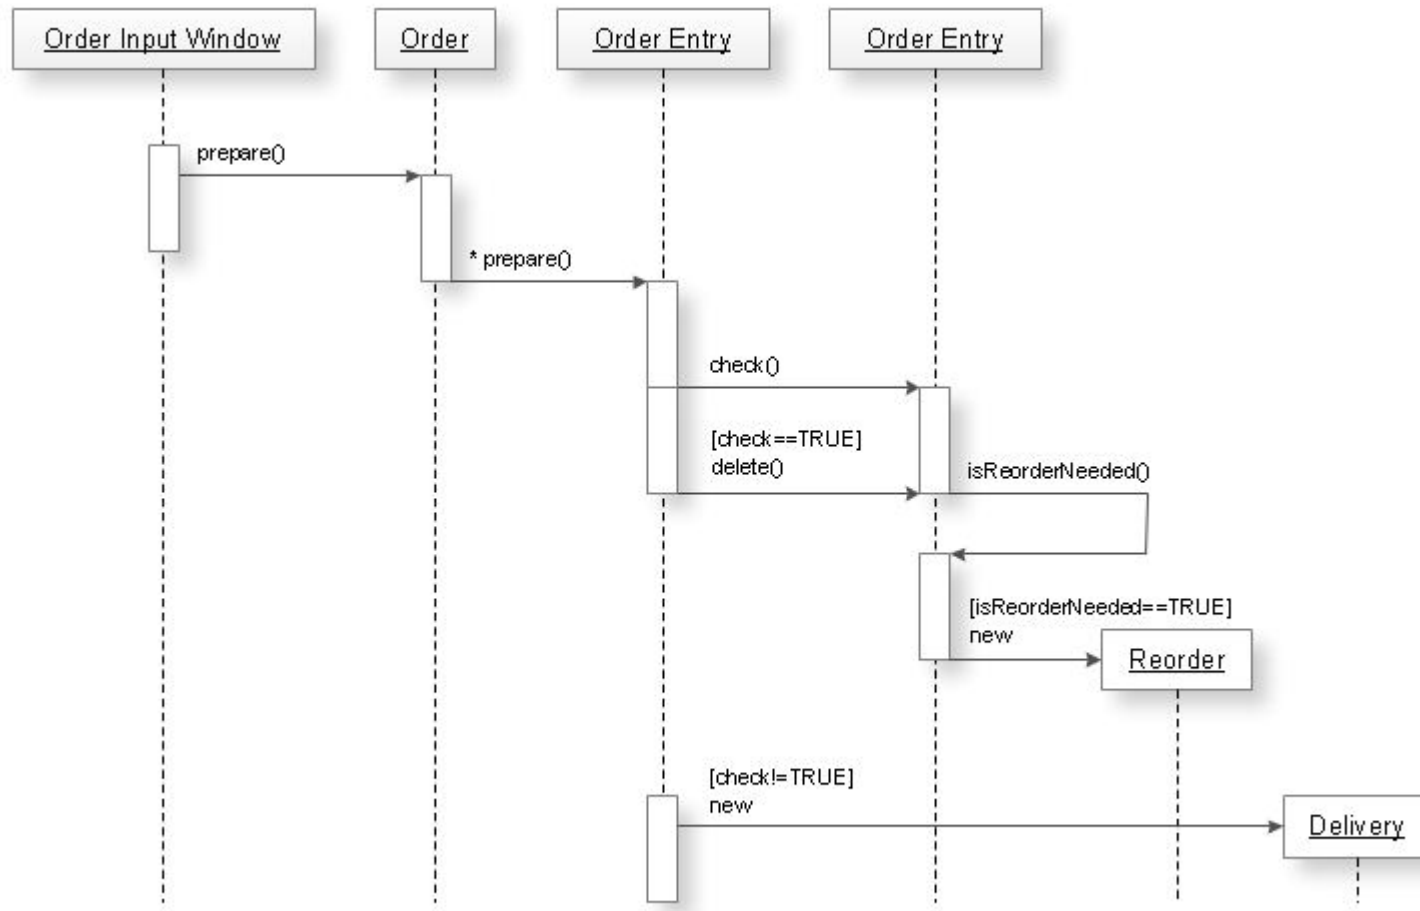 Order Input Window
Order
Order Entry
Order Entry
prepare()
* prepare()
check()
[check==TRUE]
delete()
isReorderNeeded()
[isReorderNeeded==TRUE]
new
Reorder
[check!=TRUE]
new
Delivery